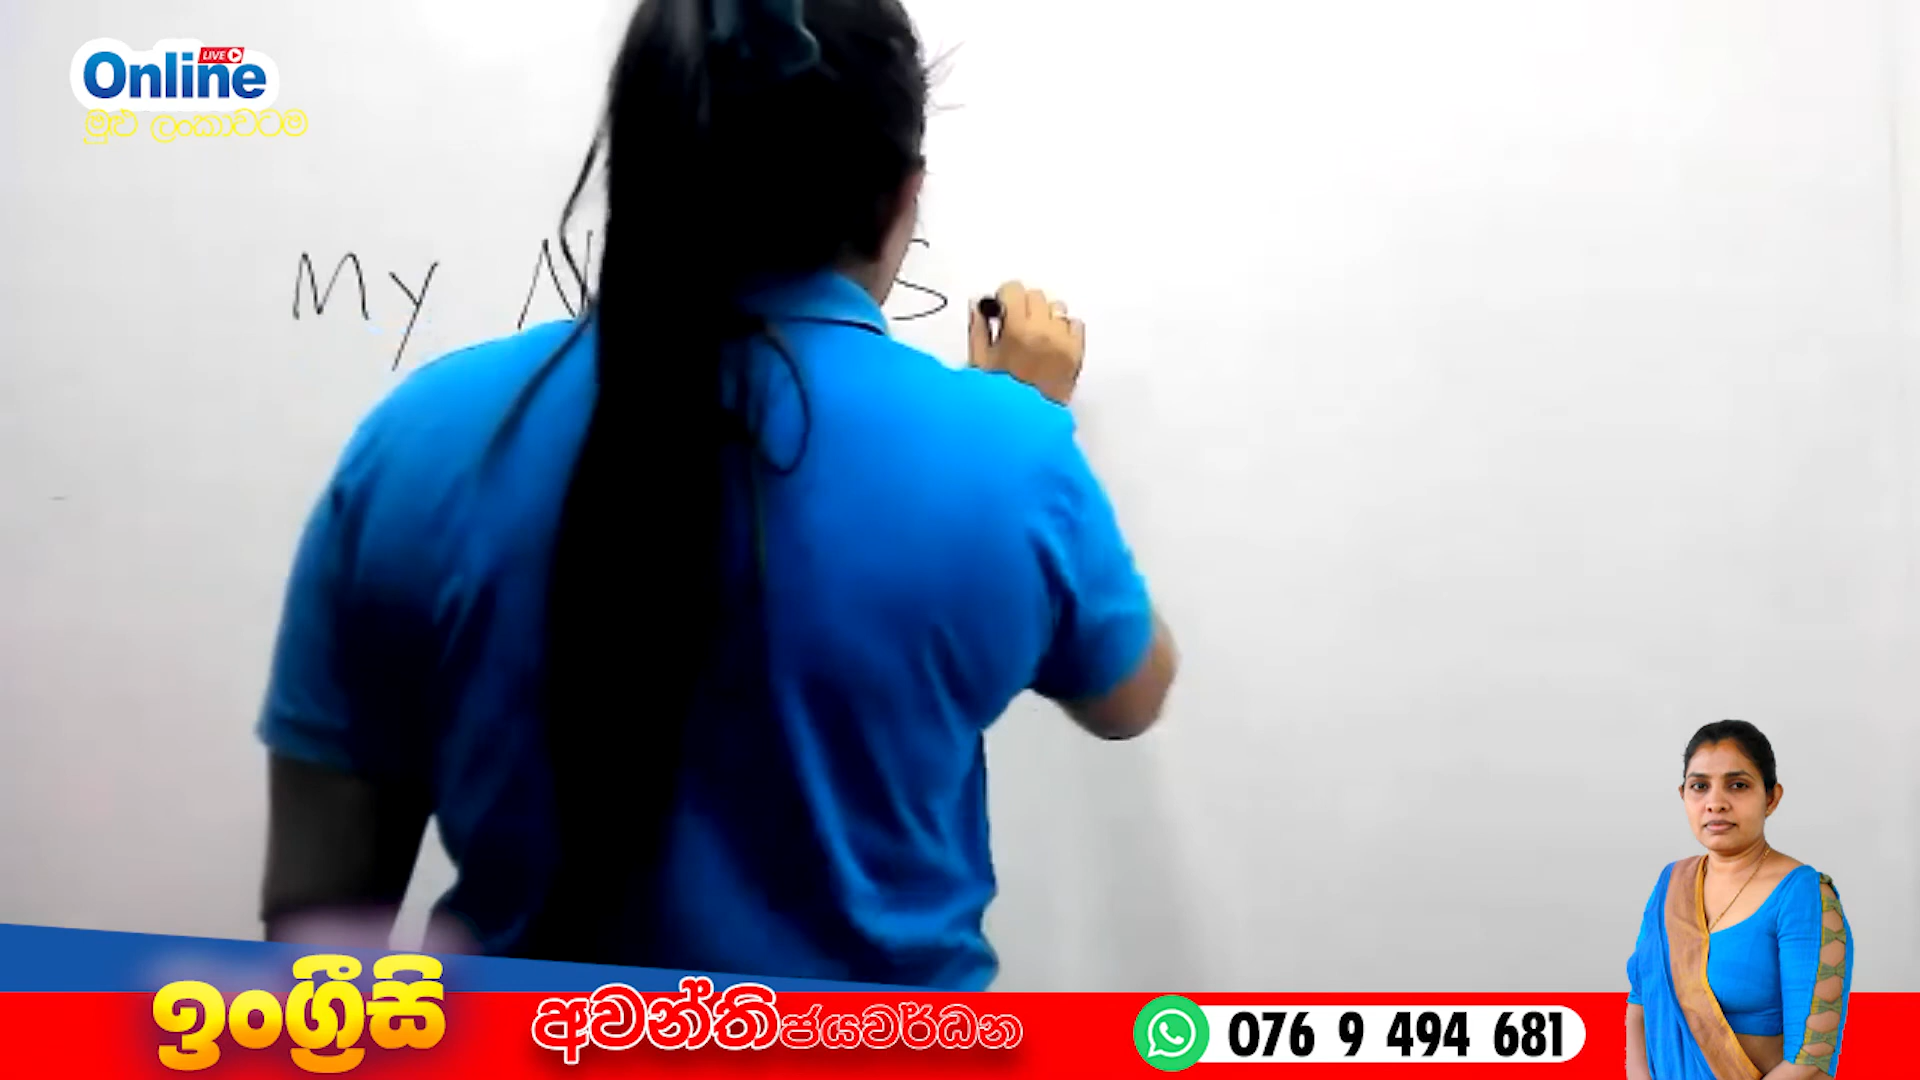 Online LIVE
මුළු ලංකාවටම
My
ඉංග්‍රීසි
අවන්ති ජයවර්ධන
076 9 494 681